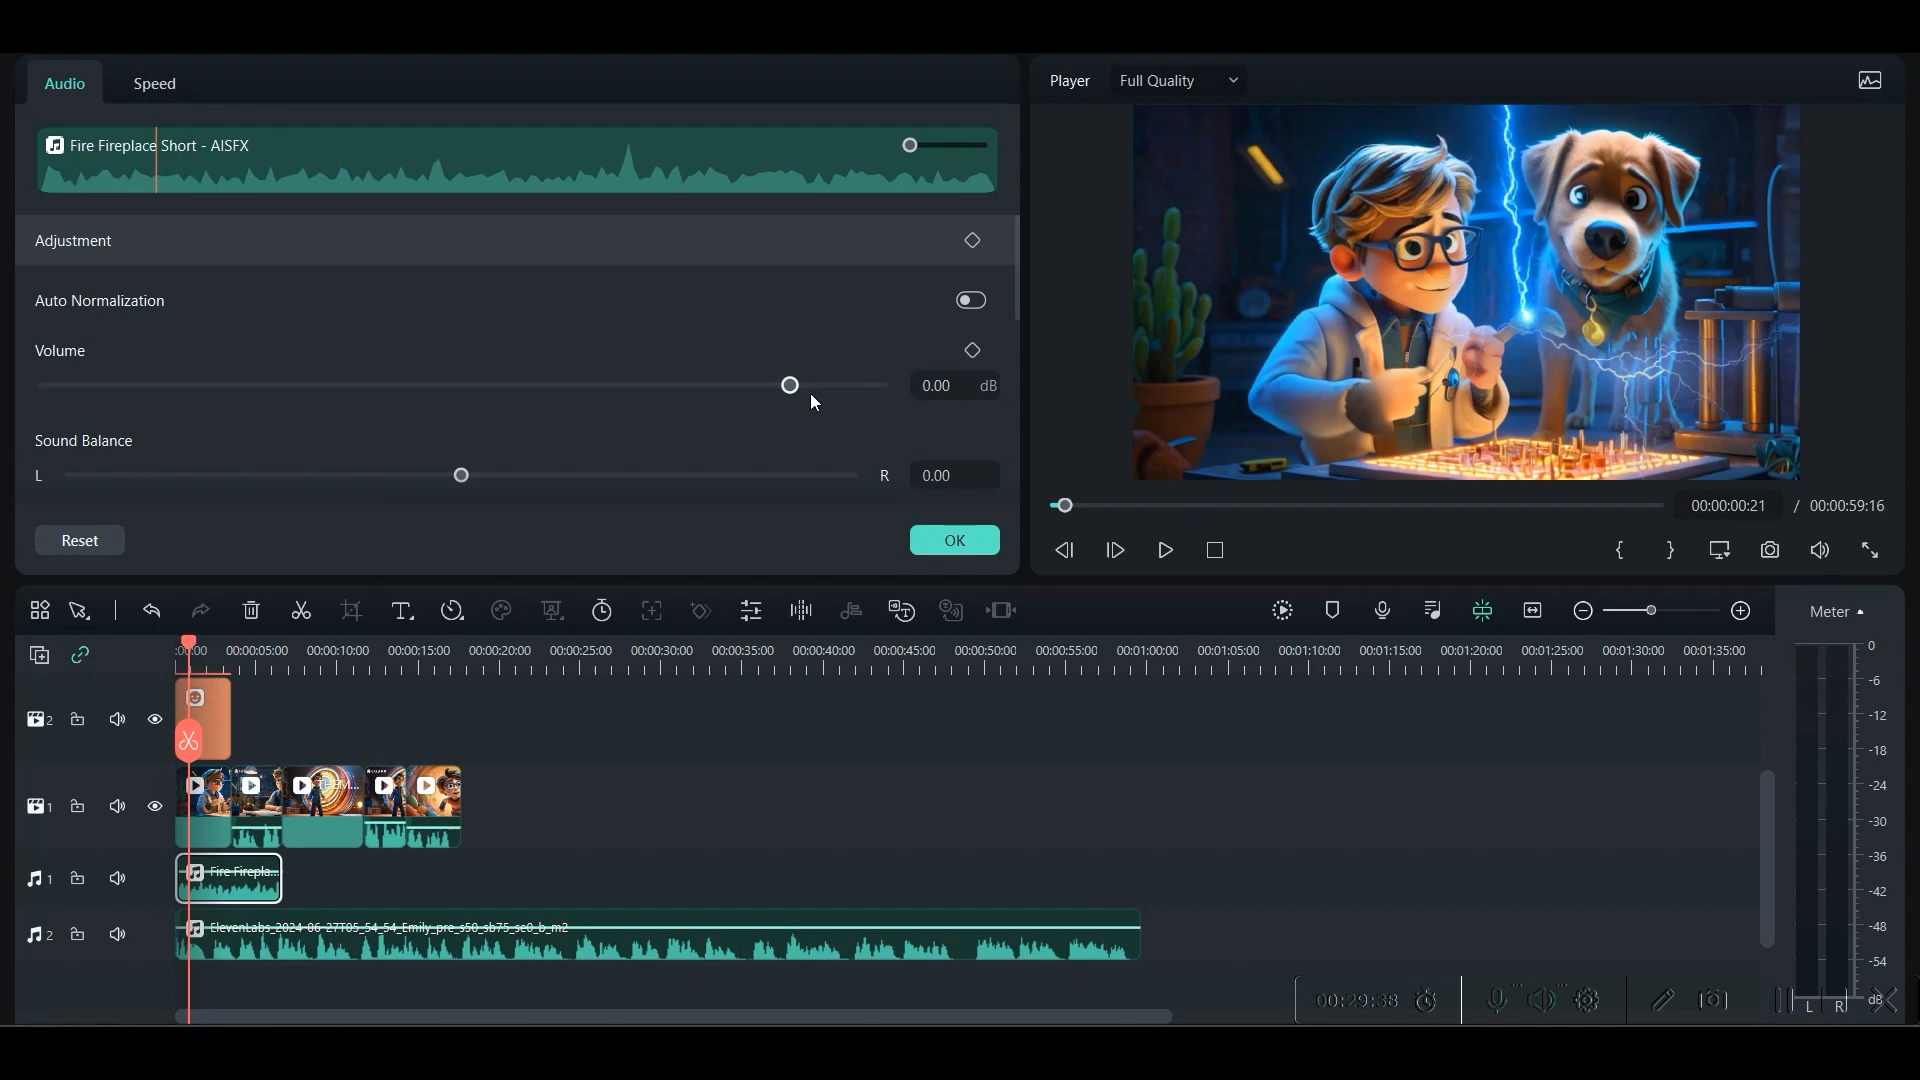 Audio
Speed
Player
Full Quality
Fire Fireplace Short - AISFX
Adjustment
Auto Normalization
Volume
0.00 dB
Sound Balance
L
R
0.00
Reset
OK
00:00:00:21 / 00:00:59:16
Meter
:00:00 00:00:05:00 00:00:10:00 00:00:15:00 00:00:20:00 00:00:25:00 00:00:30:00 00:00:35:00 00:00:40:00 00:00:45:00 00:00:50:00 00:00:55:00 00:01:00:00 00:01:05:00 00:01:10:00 00:01:15:00 00:01:20:00 00:01:25:00 00:01:30:00 00:01:35:00
0
-6
-12
-18
-24
-30
-36
-42
-48
-54
dB
L R
2
1
1
Fire Firepla...
2
ElevenLabs_2024-06-27T05_54_54_Emily_pre_s50_sb75_se0_b_m2
00:29:38